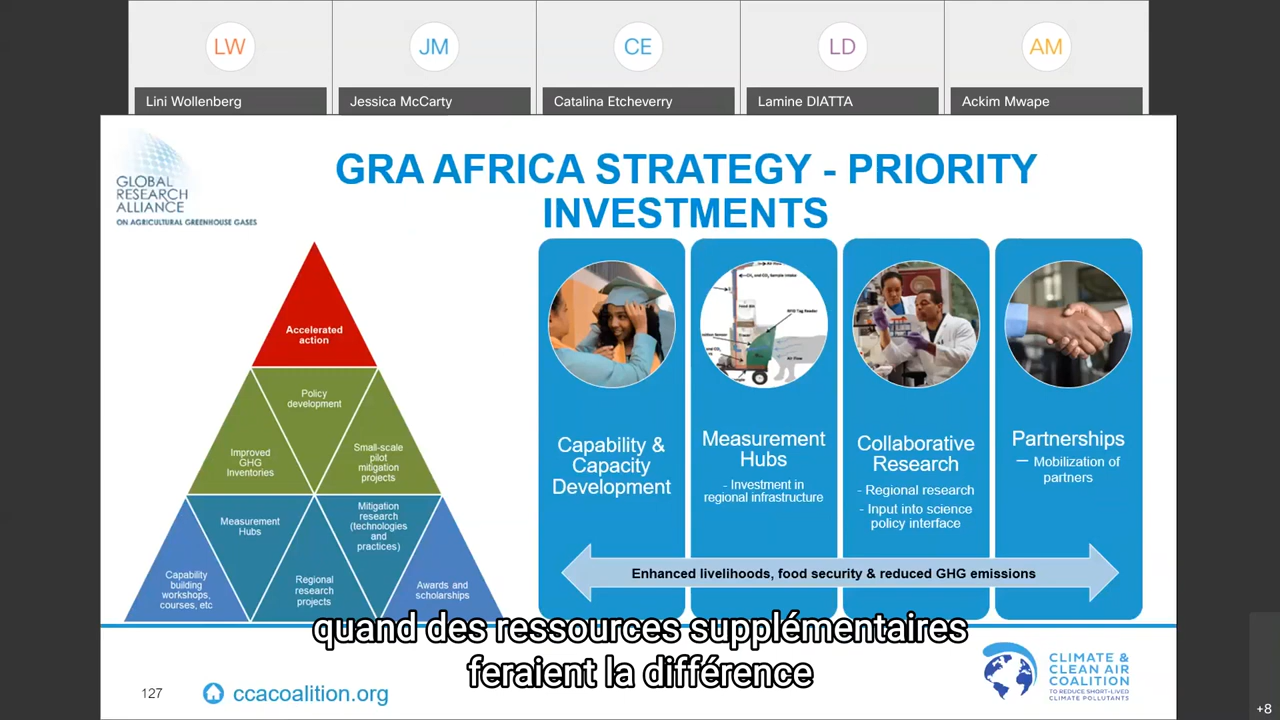 LW
JM
CE
LD
AM
Lini Wollenberg
Jessica McCarty
Catalina Etcheverry
Lamine DIATTA
Ackim Mwape
GLOBAL
RESEARCH
ALLIANCE
ON AGRICULTURAL GREENHOUSE GASES
GRA AFRICA STRATEGY - PRIORITY
INVESTMENTS
Accelerated
action
Policy
development
Improved
GHG
Inventories
Small-scale
pilot
mitigation
projects
Measurement
Hubs
Mitigation
research
(technologies
and
practices)
Capability
building
workshops,
courses, etc
Regional
research
projects
Awards and
scholarships
Capability &
Capacity
Development
Measurement
Hubs
- Investment in
regional infrastructure
Collaborative
Research
- Regional research
- Input into science
policy interface
Partnerships
– Mobilization of
partners
Enhanced livelihoods, food security & reduced GHG emissions
quand des ressources supplémentaires
feraient la différence
127
ccacoalition.org
CLIMATE &
CLEAN AIR
COALITION
TO REDUCE SHORT-LIVED
CLIMATE POLLUTANTS
+8